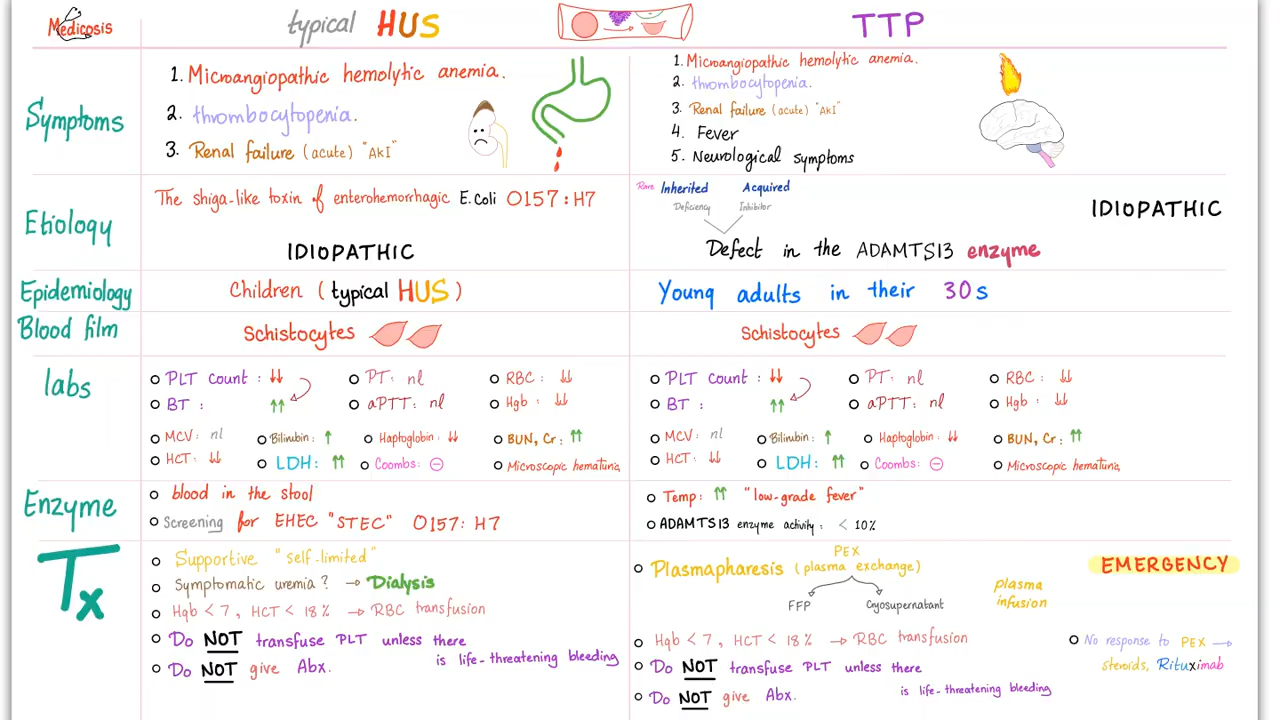 Medicosis
typical HUS
TTP
Symptoms
1. Microangiopathic hemolytic anemia.
2. thrombocytopenia.
3. Renal failure (acute) "AkI"
1. Microangiopathic hemolytic anemia.
2. thrombocytopenia.
3. Renal failure (acute) "AkI"
4. Fever
5. Neurological symptoms
Etiology
The shiga-like toxin of enterohemorrhagic E.coli O157:H7
IDIOPATHIC
Rare Inherited Acquired
Deficiency Inhibitor
IDIOPATHIC
Defect in the ADAMTS13 enzyme
Epidemiology
Children (typical HUS)
Young adults in their 30s
Blood film
Schistocytes
Schistocytes
labs
PLT count: ↓↓
PT: nl
RBC: ↓↓
BT: ↑↑
aPTT: nl
Hgb: ↓↓
MCV: nl
Bilirubin: ↑
Haptoglobin: ↓↓
BUN, Cr: ↑↑
HCT: ↓↓
LDH: ↑↑
Coombs: ⊖
Microscopic hematuria
PLT count: ↓↓
PT: nl
RBC: ↓↓
BT: ↑↑
aPTT: nl
Hgb: ↓↓
MCV: nl
Bilirubin: ↑
Haptoglobin: ↓↓
BUN, Cr: ↑↑
HCT: ↓↓
LDH: ↑↑
Coombs: ⊖
Microscopic hematuria
Enzyme
blood in the stool
Screening for EHEC "STEC" O157: H7
Temp: ↑↑ "low-grade fever"
ADAMTS13 enzyme activity: < 10%
Tx
Supportive "self-limited"
Symptomatic uremia? → Dialysis
Hgb < 7, HCT < 18% → RBC transfusion
Do NOT transfuse PLT unless there
is life-threatening bleeding
Do NOT give Abx.
PEX
Plasmapharesis (plasma exchange)
EMERGENCY
FFP Cryosupernatant
plasma
infusion
Hgb < 7, HCT < 18% → RBC transfusion
Do NOT transfuse PLT unless there
is life-threatening bleeding
Do NOT give Abx.
No response to PEX →
steroids, Rituximab